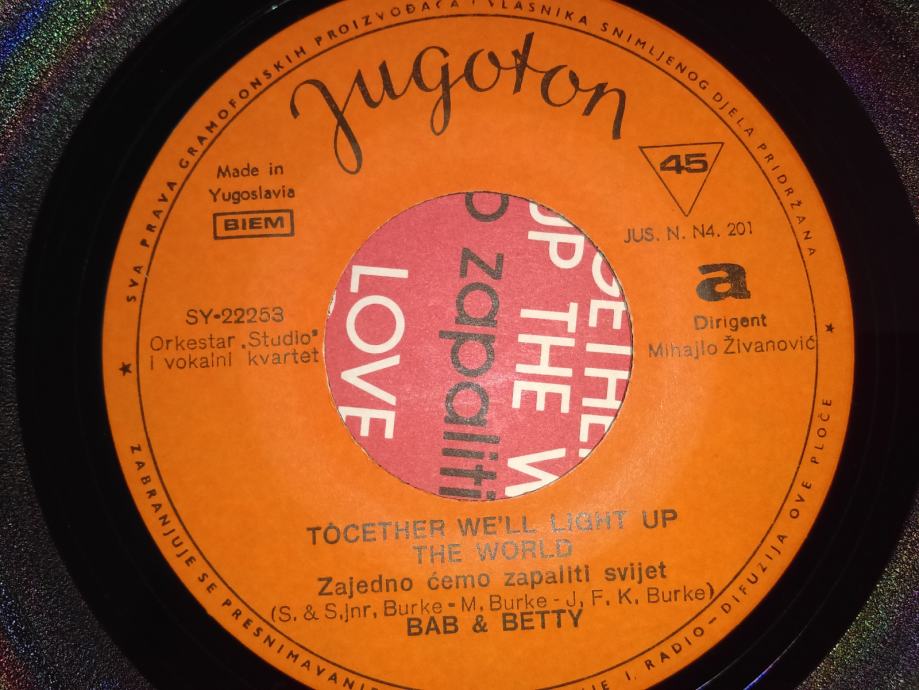 SVA PRAVA GRAMOFONSKIH PROIZVOĐAČA I VLASNIKA SNIMLJENOG DJELA PRIDRŽANA
jugoton
Made in
Yugoslavia
BIEM
45
JUS. N. N4. 201
a
Dirigent
Mihajlo Živanović
SY-22253
Orkestar „Studio"
i vokalni kvartet
LOVE
zapaliti
UP THE
TOCETHER WE'LL LIGHT UP
THE WORLD
Zajedno ćemo zapaliti svijet
(S. & S.jnr, Burke - M. Burke - J. F. K. Burke)
BAB & BETTY
ZABRANJUJE SE PRESNIMAVAN
I. RADIO-DIFUZIJA OVE PLOČE